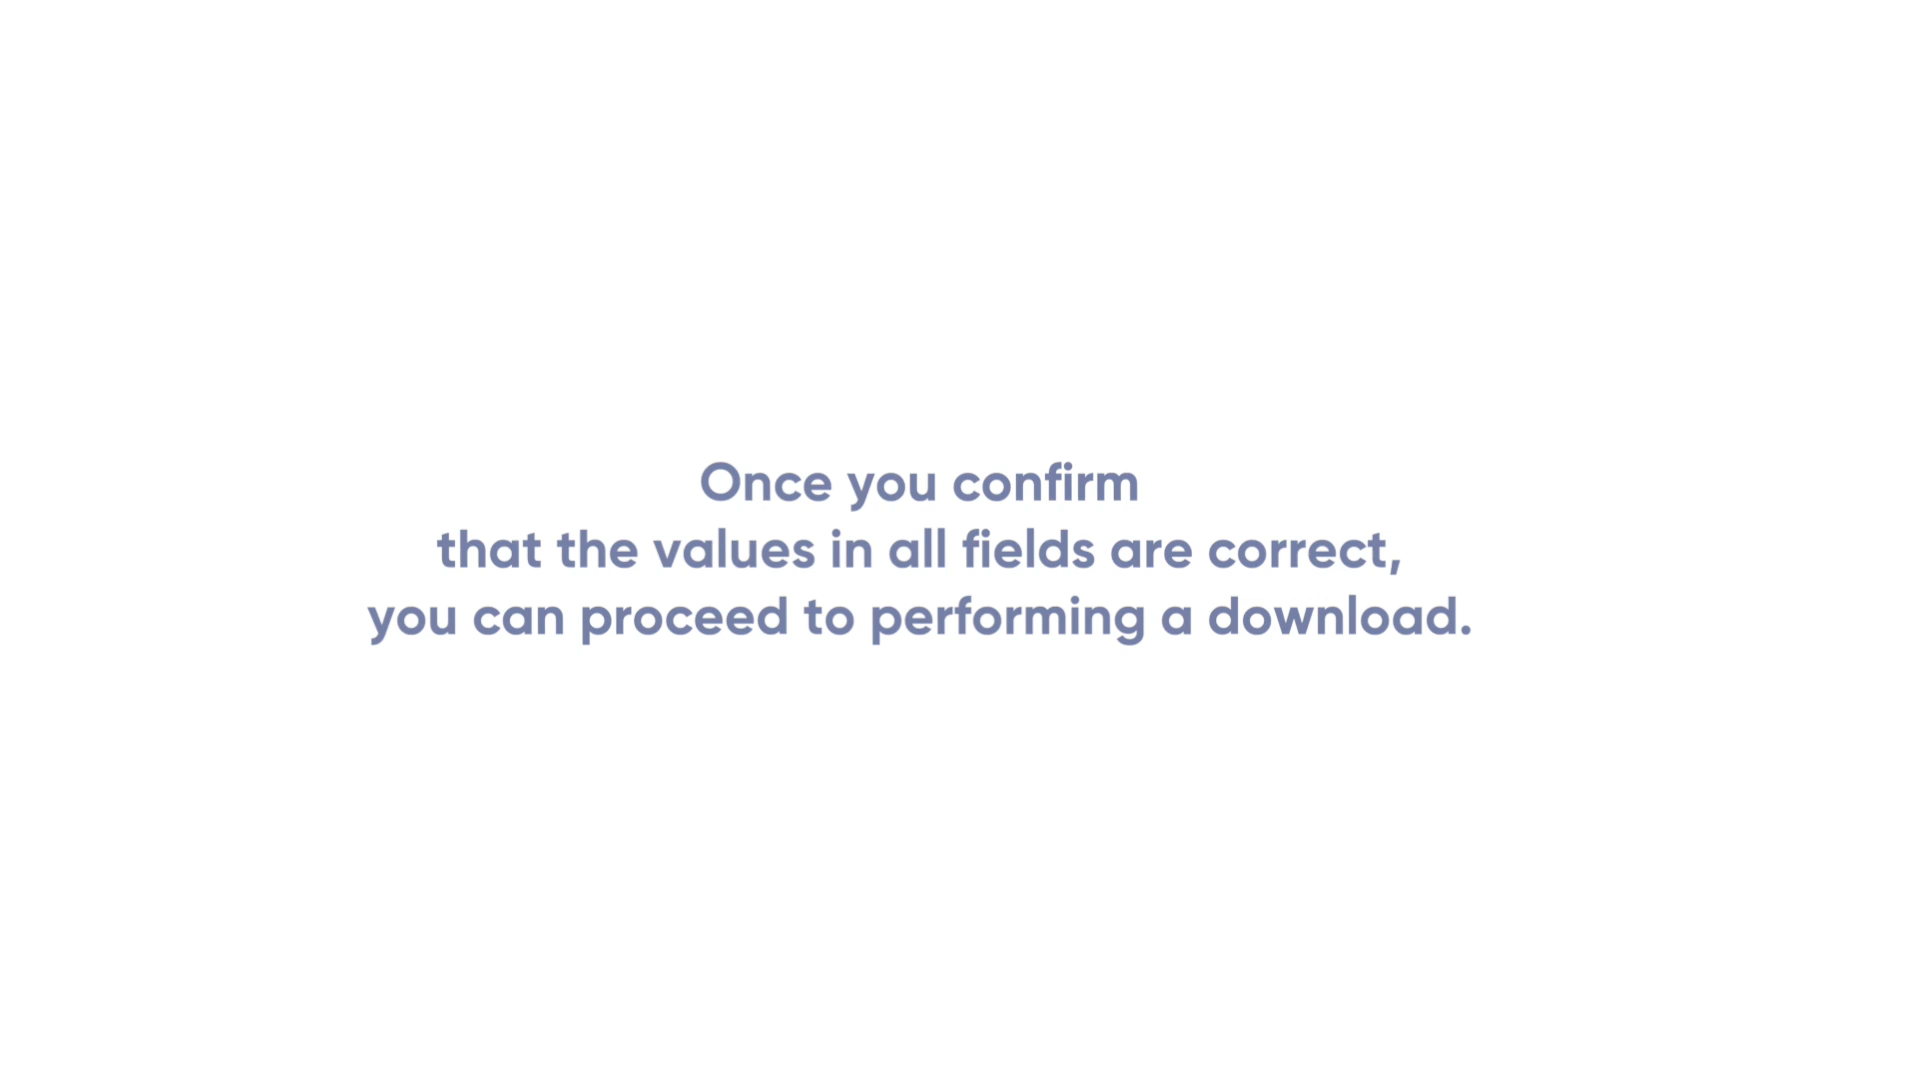 Once you confirm
that the values in all fields are correct,
you can proceed to performing a download.